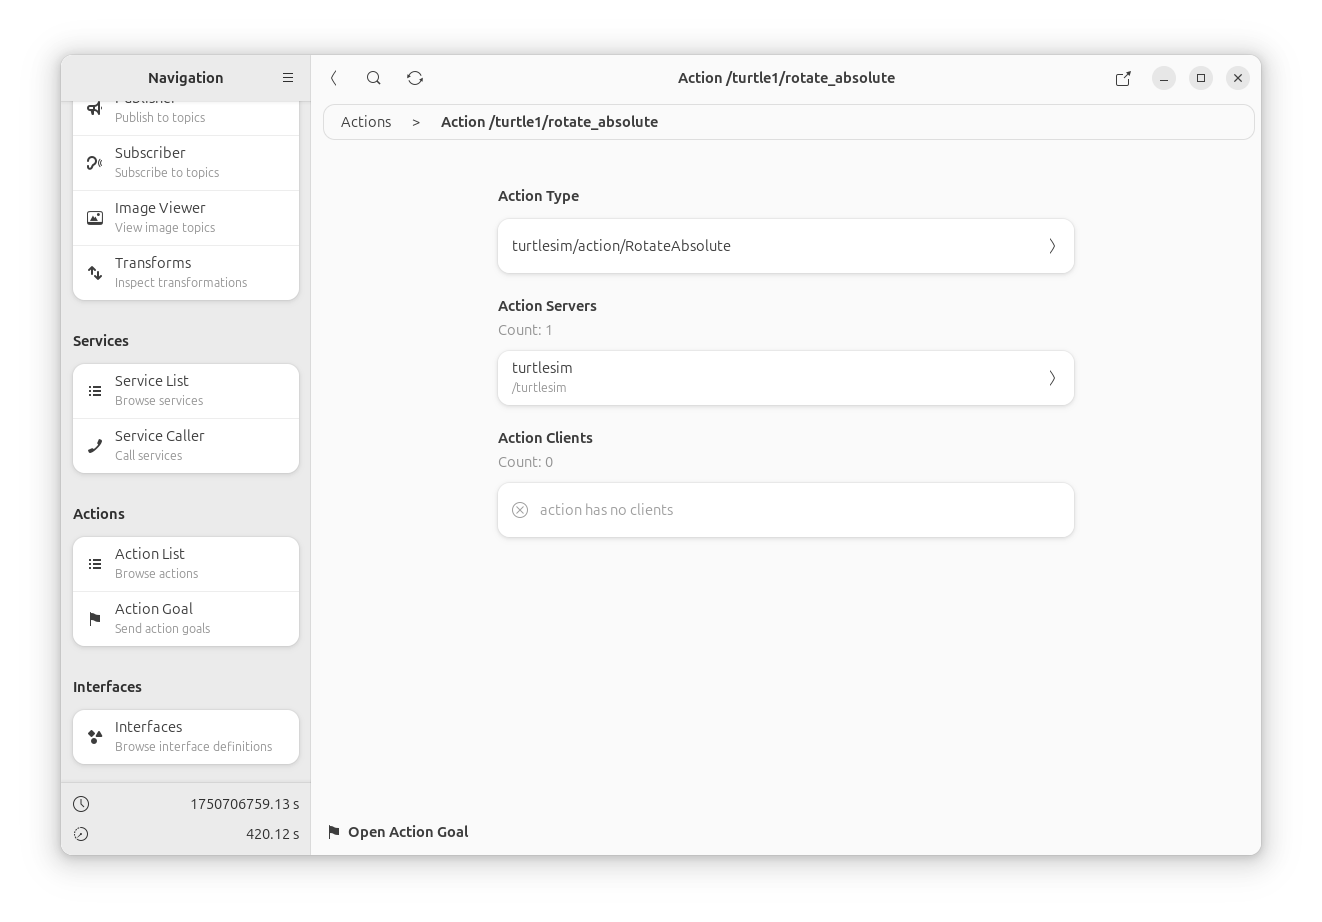 Navigation
Publisher
Publish to topics
Subscriber
Subscribe to topics
Image Viewer
View image topics
Transforms
Inspect transformations
Services
Service List
Browse services
Service Caller
Call services
Actions
Action List
Browse actions
Action Goal
Send action goals
Interfaces
Interfaces
Browse interface definitions
1750706759.13 s
420.12 s
Action /turtle1/rotate_absolute
Actions > Action /turtle1/rotate_absolute
Action Type
turtlesim/action/RotateAbsolute
Action Servers
Count: 1
turtlesim
/turtlesim
Action Clients
Count: 0
action has no clients
Open Action Goal